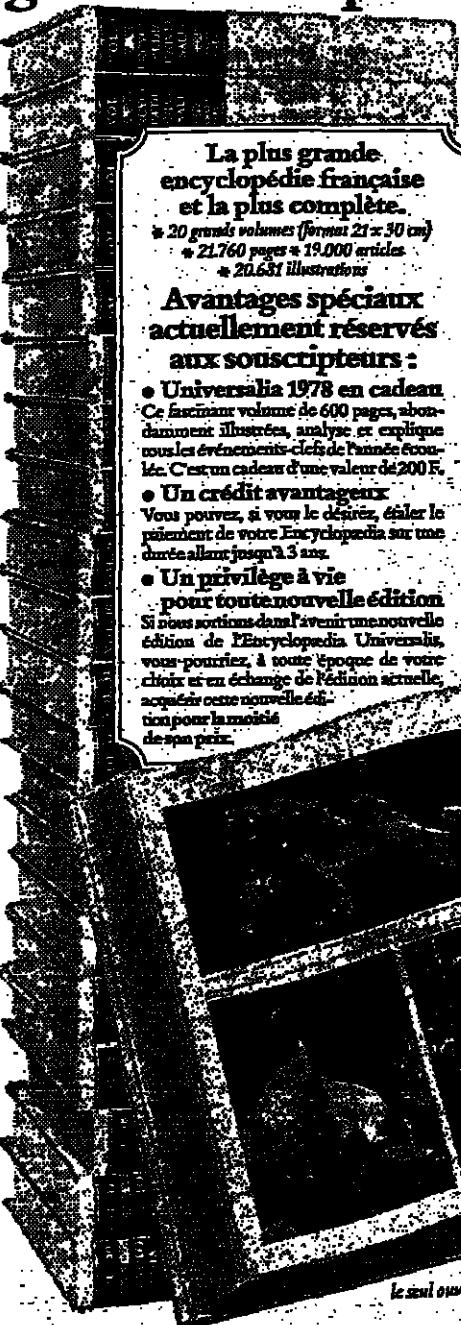 La plus grande
encyclopédie française
et la plus complète.
* 20 grands volumes (format 21 x 30 cm)
* 21.760 pages * 19.000 articles
* 20.631 illustrations
Avantages spéciaux
actuellement réservés
aux souscripteurs :
• Universalia 1978 en cadeau
Ce fascinant volume de 600 pages, abon-
damment illustrées, analyse et explique
tous les événements-clefs de l'année écou-
lée. C'est un cadeau d'une valeur de 200 F.
• Un crédit avantageux
Vous pouvez, si vous le désirez, étaler le
paiement de votre Encyclopædia sur une
durée allant jusqu'à 3 ans.
• Un privilège à vie
pour toute nouvelle édition
Si nous sortions dans l'avenir une nouvelle
édition de l'Encyclopædia Universalis,
vous pourriez, à toute époque de votre
choix et en échange de l'édition actuelle,
acquérir cette nouvelle édi-
tion pour la moitié
de son prix.
le seul